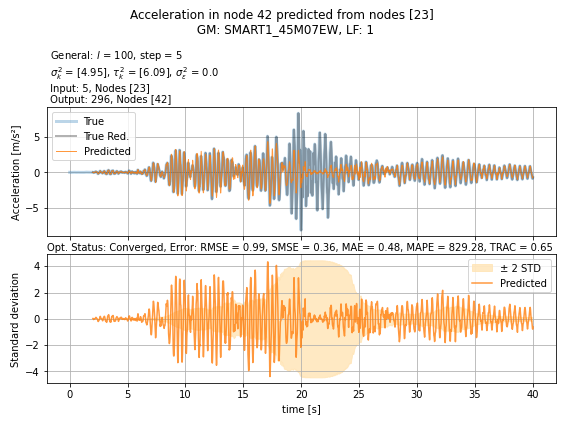 Acceleration in node 42 predicted from nodes [23]
GM: SMART1_45M07EW, LF: 1
General: l = 100, step = 5
σ²ₖ = [4.95], τ²ₖ = [6.09], σ²ε = 0.0
Input: 5, Nodes [23]
Output: 296, Nodes [42]
True
True Red.
Predicted
Acceleration [m/s²]
5
0
−5
Opt. Status: Converged, Error: RMSE = 0.99, SMSE = 0.36, MAE = 0.48, MAPE = 829.28, TRAC = 0.65
± 2 STD
Predicted
Standard deviation
4
2
0
−2
−4
0 5 10 15 20 25 30 35 40
time [s]